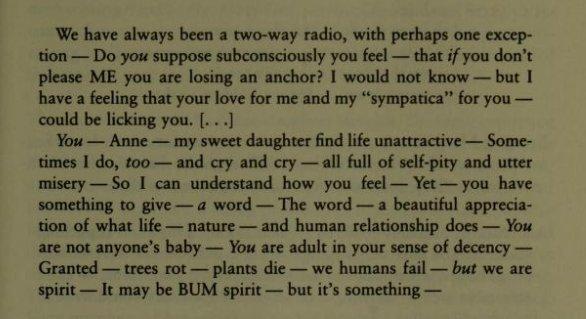 We have always been a two-way radio, with perhaps one excep-
tion — Do you suppose subconsciously you feel — that if you don't
please ME you are losing an anchor? I would not know — but I
have a feeling that your love for me and my "sympatica" for you —
could be licking you. [. . .]
You — Anne — my sweet daughter find life unattractive — Some-
times I do, too — and cry and cry — all full of self-pity and utter
misery — So I can understand how you feel — Yet — you have
something to give — a word — The word — a beautiful apprecia-
tion of what life — nature — and human relationship does — You
are not anyone's baby — You are adult in your sense of decency —
Granted — trees rot — plants die — we humans fail — but we are
spirit — It may be BUM spirit — but it's something —